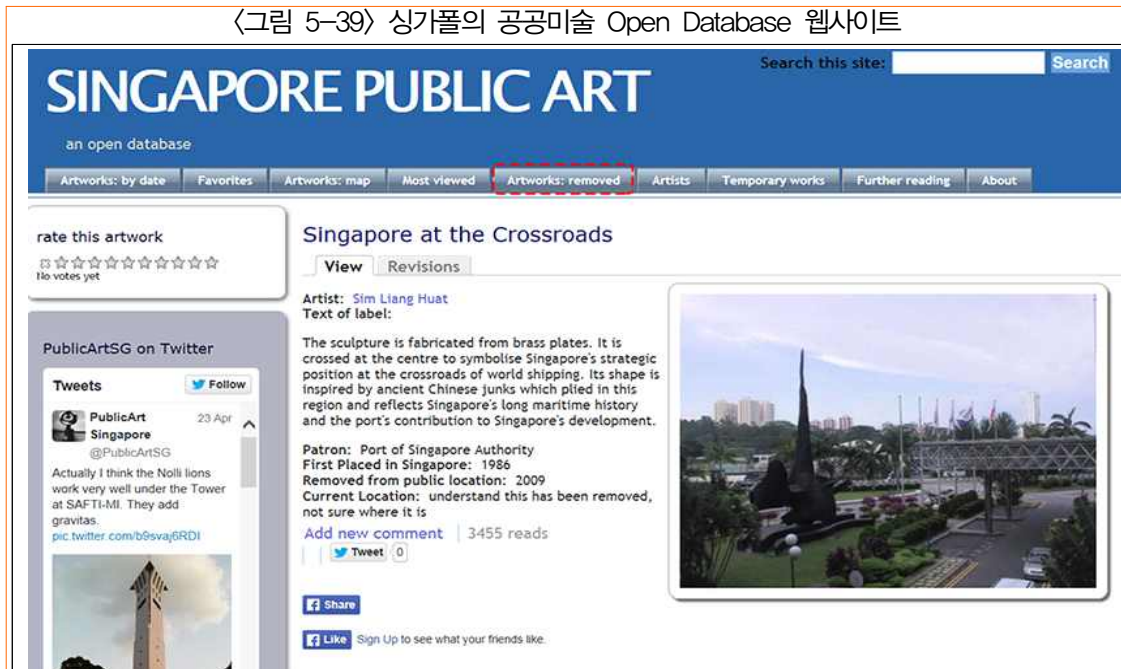 〈그림 5-39〉 싱가폴의 공공미술 Open Database 웹사이트
Search this site:
Search
SINGAPORE PUBLIC ART
an open database
Artworks: by date
Favorites
Artworks: map
Most viewed
Artworks: removed
Artists
Temporary works
Further reading
About
rate this artwork
No votes yet
PublicArtSG on Twitter
Tweets
Follow
PublicArt
23 Apr
Singapore
@PublicArtSG
Actually I think the Nolli lions
work very well under the Tower
at SAFTI-MI. They add
gravitas.
pic.twitter.com/b9svaj6RDI
Singapore at the Crossroads
View
Revisions
Artist: Sim Liang Huat
Text of label:
The sculpture is fabricated from brass plates. It is
crossed at the centre to symbolise Singapore's strategic
position at the crossroads of world shipping. Its shape is
inspired by ancient Chinese junks which plied in this
region and reflects Singapore's long maritime history
and the port's contribution to Singapore's development.
Patron: Port of Singapore Authority
First Placed in Singapore: 1986
Removed from public location: 2009
Current Location: understand this has been removed,
not sure where it is
Add new comment
3455 reads
Tweet
0
Share
Like
Sign Up to see what your friends like.